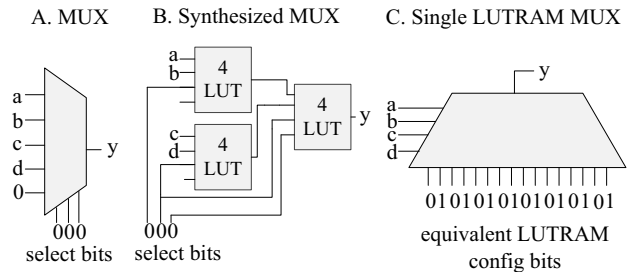 A. MUX
B. Synthesized MUX
C. Single LUTRAM MUX
a
b
c
d
0
y
000
select bits
a
b
4
LUT
c
d
4
LUT
4
LUT
y
000
select bits
y
a
b
c
d
0101010101010101
equivalent LUTRAM
config bits